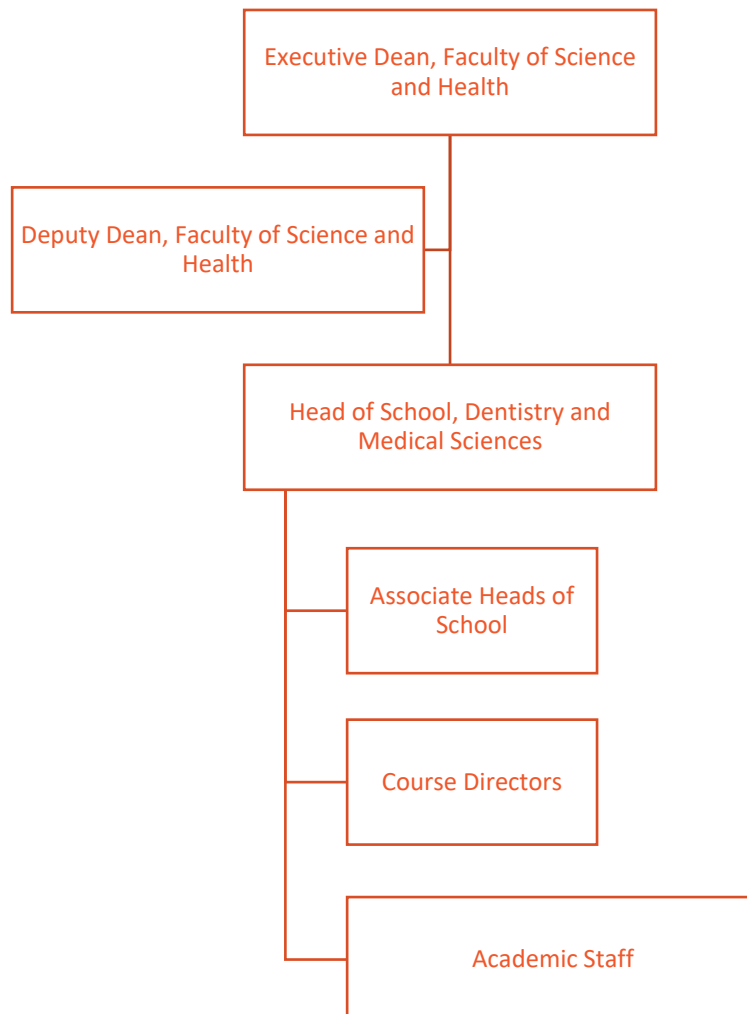 Executive Dean, Faculty of Science
and Health
Deputy Dean, Faculty of Science and
Health
Head of School, Dentistry and
Medical Sciences
Associate Heads of
School
Course Directors
Academic Staff